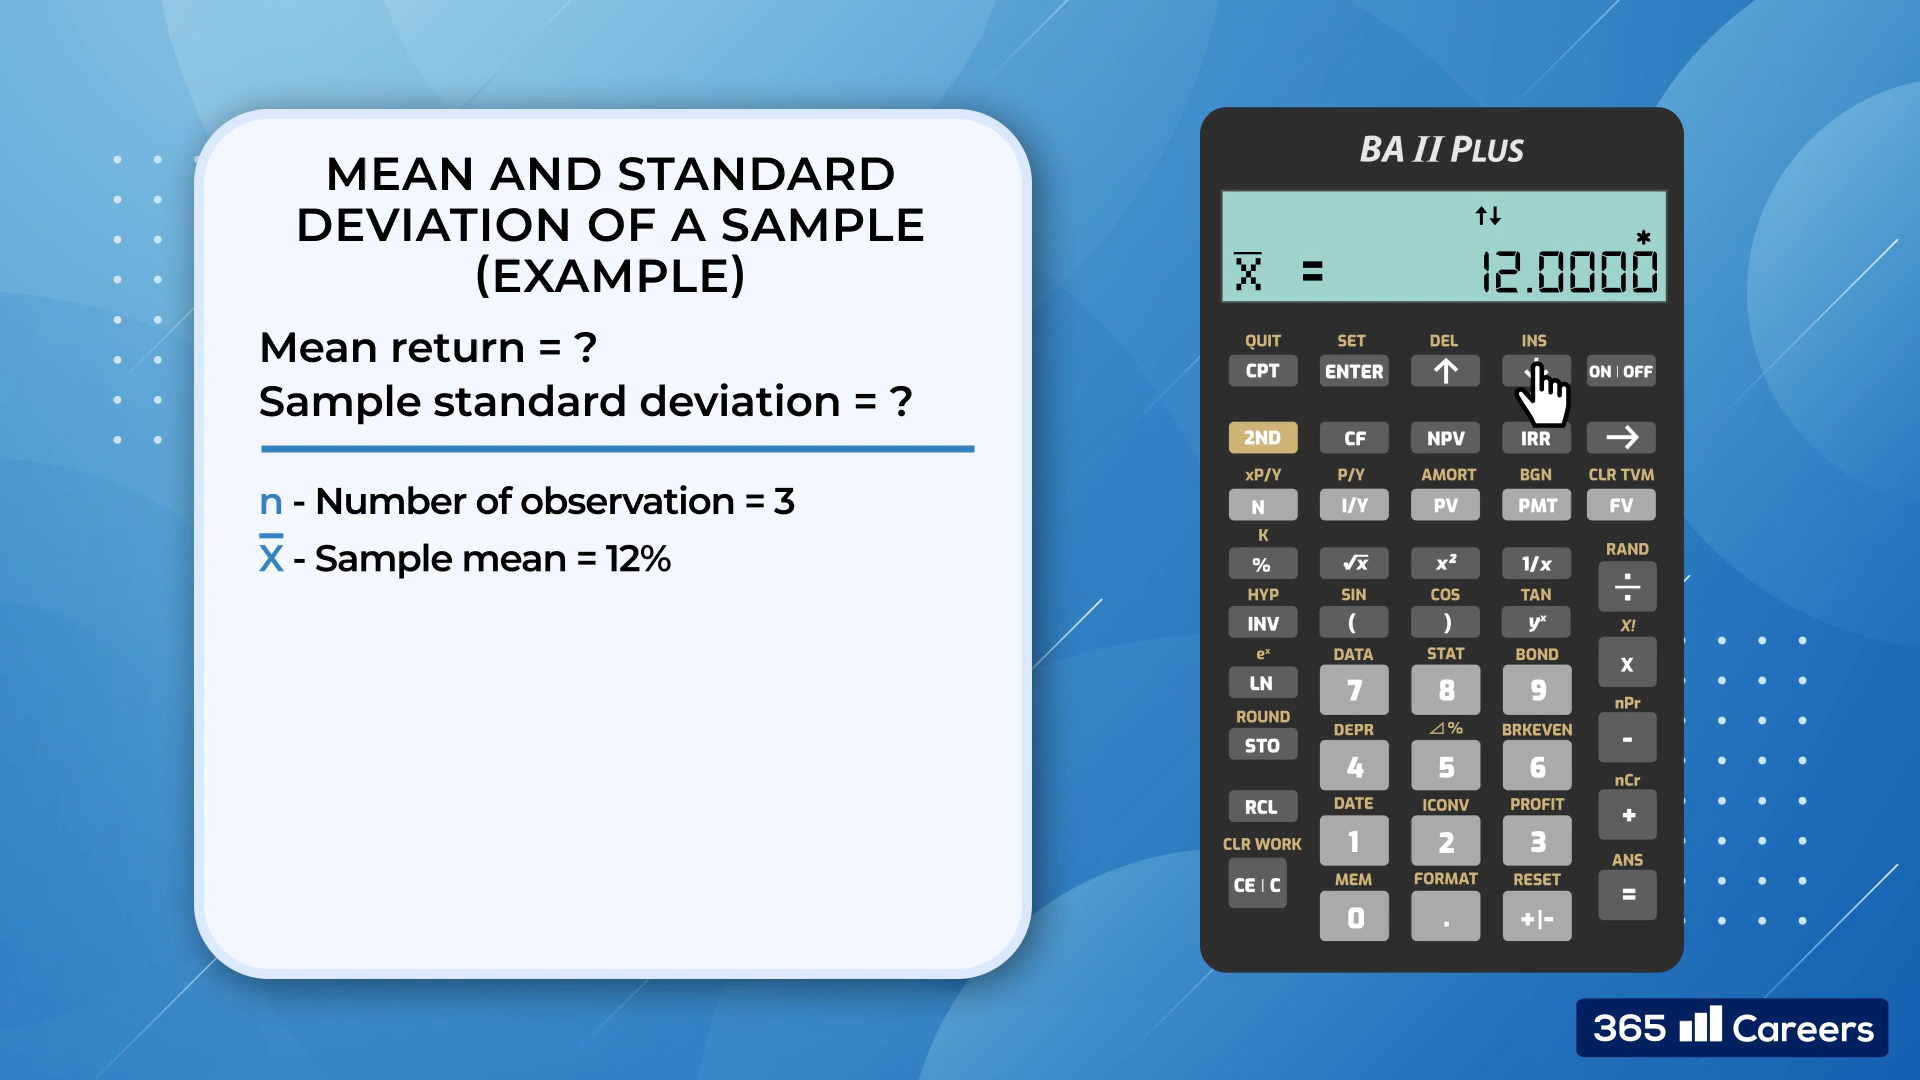 MEAN AND STANDARD
DEVIATION OF A SAMPLE
(EXAMPLE)
Mean return = ?
Sample standard deviation = ?
n - Number of observation = 3
X̅ - Sample mean = 12%
BA II PLUS
↑↓
*
X̅ = 12.0000
QUIT SET DEL INS
CPT ENTER ↑ ON | OFF
2ND CF NPV IRR →
xP/Y P/Y AMORT BGN CLR TVM
N I/Y PV PMT FV
K RAND
% √x x² 1/x ÷
HYP SIN COS TAN X!
INV ( ) yˣ x
eˣ DATA STAT BOND
LN 7 8 9
ROUND DEPR ⊿% BRKEVEN nPr
STO 4 5 6 -
DATE ICONV PROFIT nCr
RCL 1 2 3 +
CLR WORK MEM FORMAT RESET ANS
CE | C 0 . +|- =
365 Careers